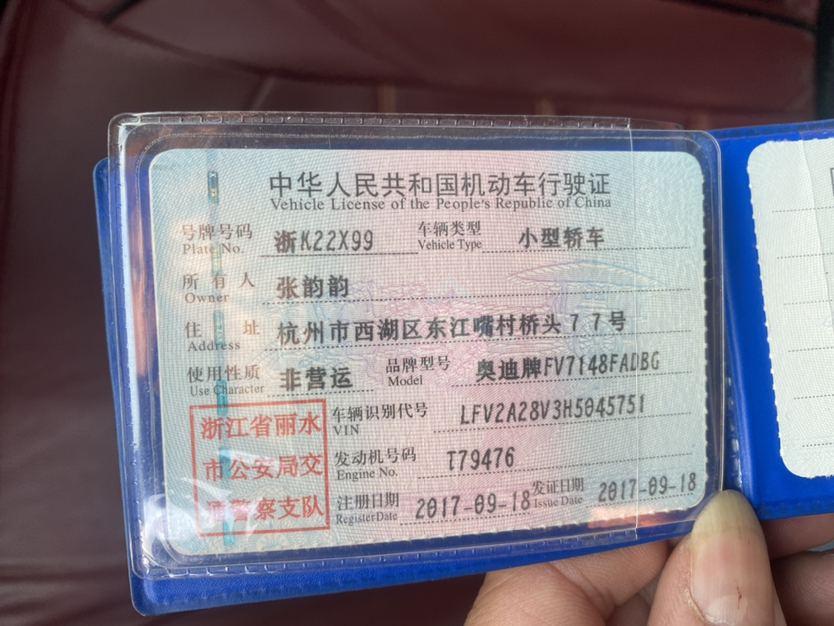 中华人民共和国机动车行驶证
Vehicle License of the People's Republic of China
号牌号码 浙K22X99 车辆类型 小型轿车
Plate No. Vehicle Type
所有人 张韵韵
Owner
住址 杭州市西湖区东江嘴村桥头77号
Address
使用性质 非营运 品牌型号 奥迪牌FV7148FADBG
Use Character Model
浙江省丽水
市公安局交
通警察支队
车辆识别代号 LFV2A28V3H5045751
VIN
发动机号码 T79476
Engine No.
注册日期 2017-09-18 发证日期 2017-09-18
Register Date Issue Date